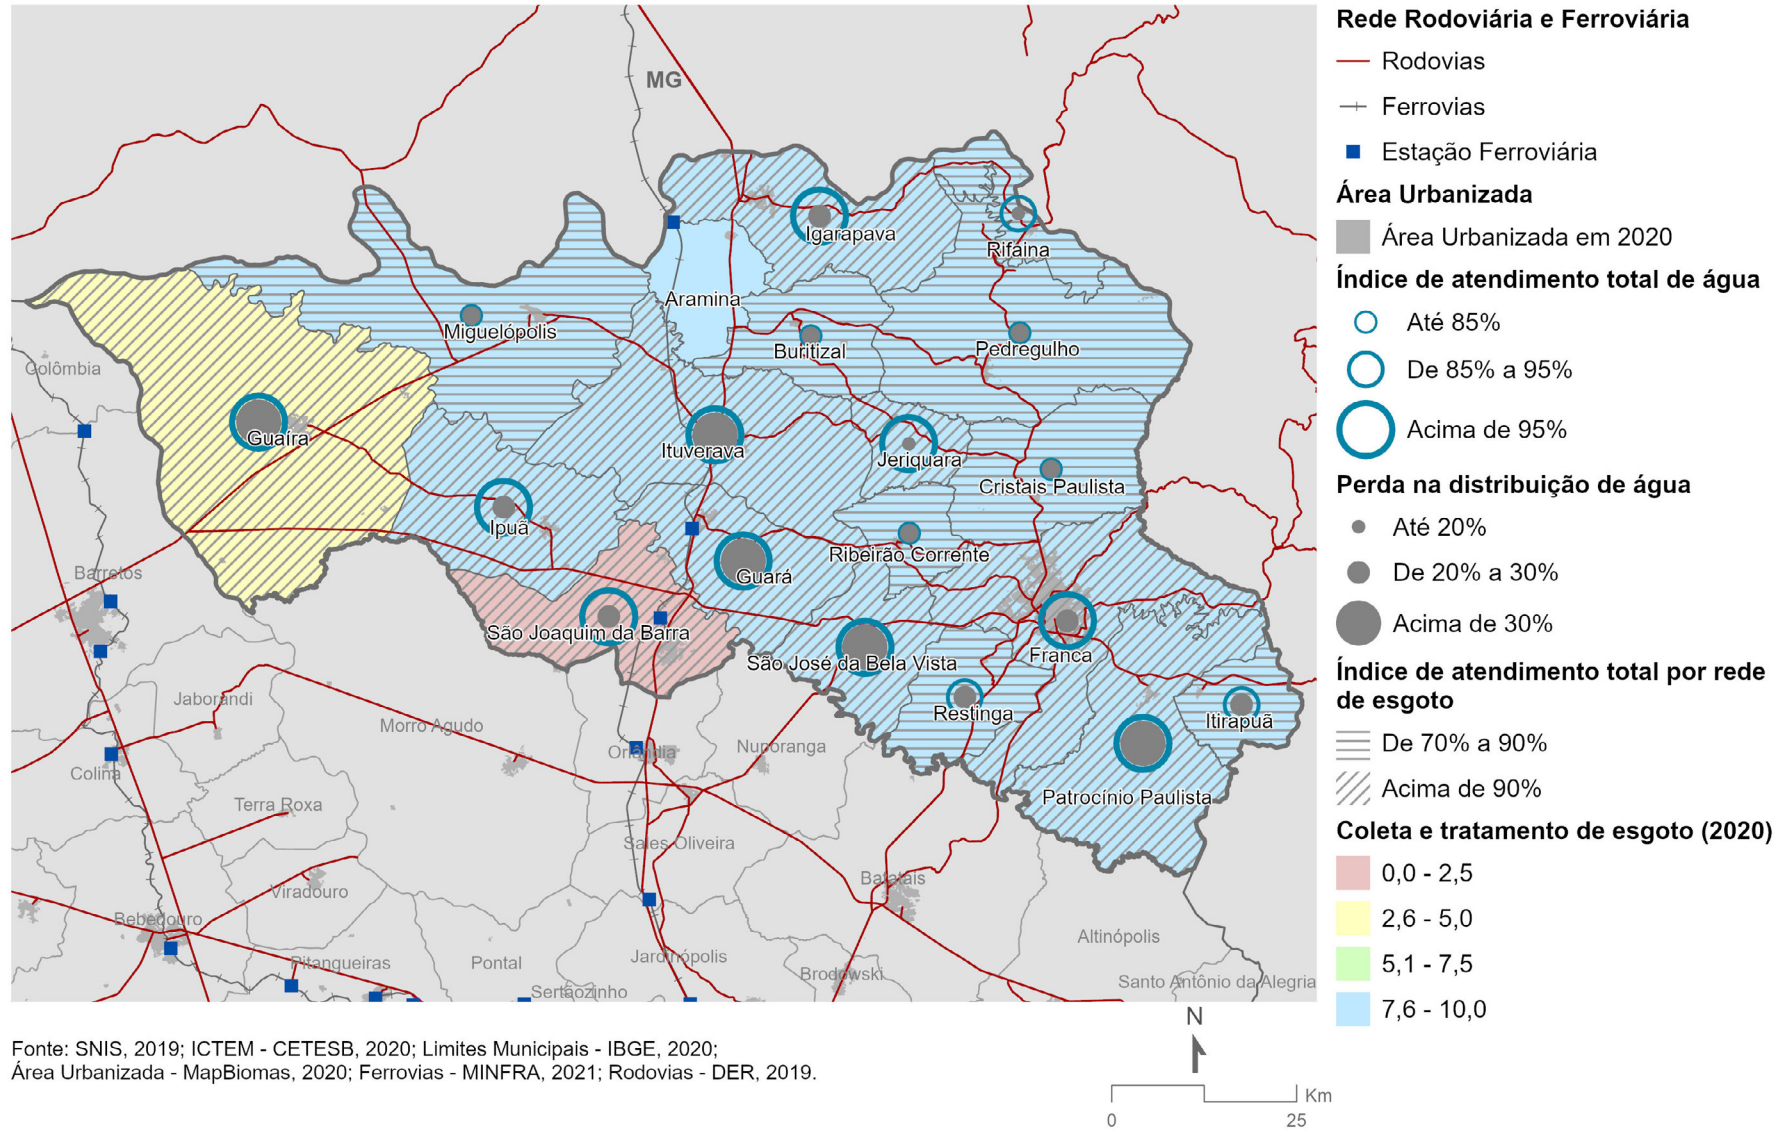 MG
Igarapava
Rifaina
Aramina
Miguelópolis
Buritizal
Pedregulho
Colômbia
Guaíra
Ituverava
Jeriquara
Cristais Paulista
Ipuã
Ribeirão Corrente
Guará
Barretos
São Joaquim da Barra
São José da Bela Vista
Franca
Jaborandi
Restinga
Itirapuã
Morro Agudo
Orlândia
Nuporanga
Colina
Patrocínio Paulista
Terra Roxa
Sales Oliveira
Viradouro
Batatais
Bebedouro
Altinópolis
Pitangueiras
Pontal
Jardinópolis
Brodowski
Santo Antônio da Alegria
Sertãozinho
Rede Rodoviária e Ferroviária
Rodovias
Ferrovias
Estação Ferroviária
Área Urbanizada
Área Urbanizada em 2020
Índice de atendimento total de água
Até 85%
De 85% a 95%
Acima de 95%
Perda na distribuição de água
Até 20%
De 20% a 30%
Acima de 30%
Índice de atendimento total por rede
de esgoto
De 70% a 90%
Acima de 90%
Coleta e tratamento de esgoto (2020)
0,0 - 2,5
2,6 - 5,0
5,1 - 7,5
7,6 - 10,0
N
Km
0 25
Fonte: SNIS, 2019; ICTEM - CETESB, 2020; Limites Municipais - IBGE, 2020;
Área Urbanizada - MapBiomas, 2020; Ferrovias - MINFRA, 2021; Rodovias - DER, 2019.